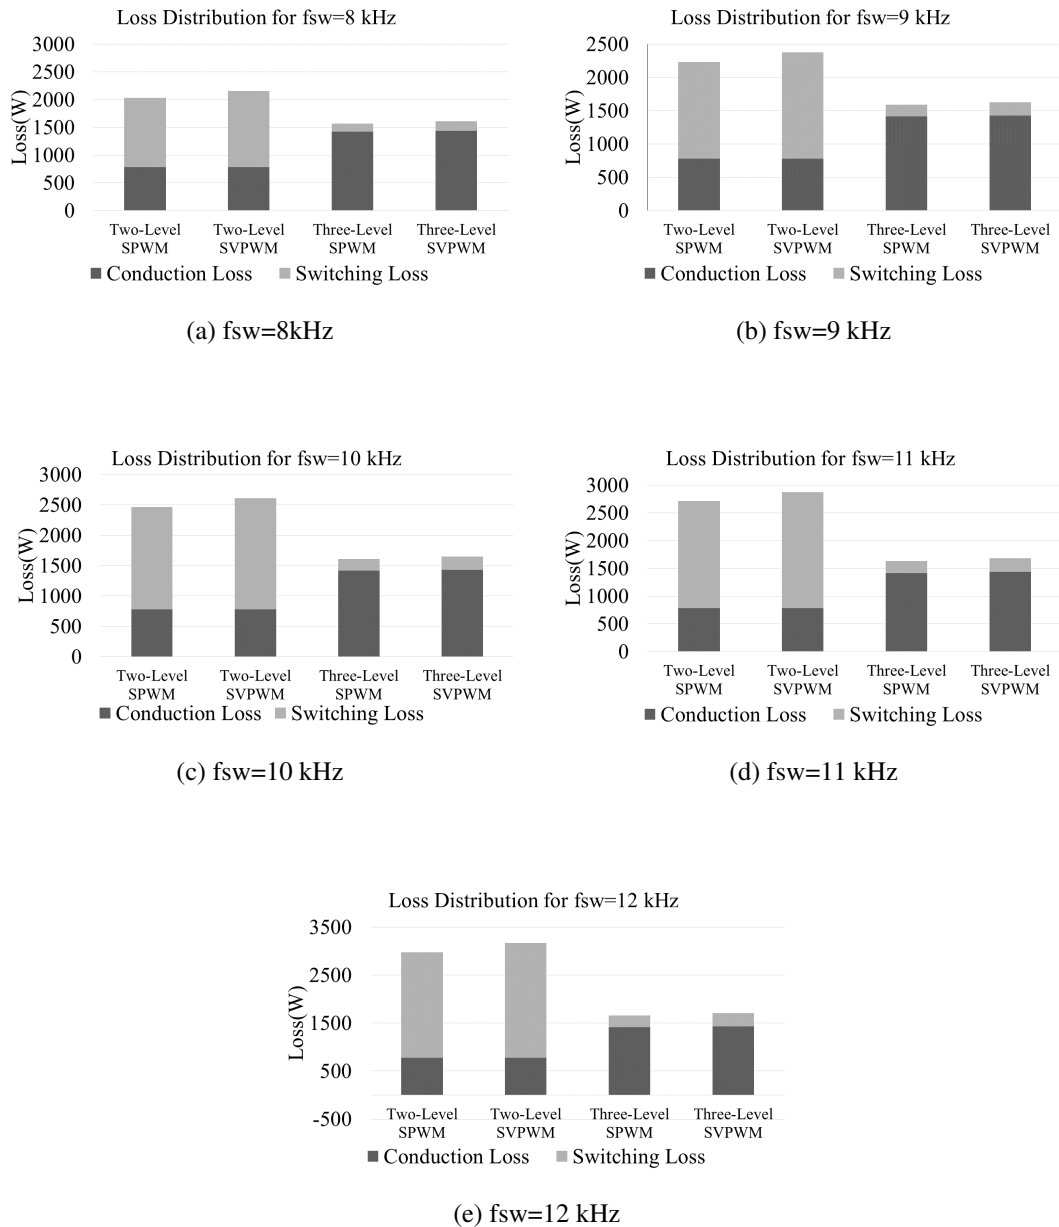 Loss Distribution for fsw=8 kHz
3000
2500
2000
1500
1000
500
0
Loss(W)
Two-Level SPWM
Two-Level SVPWM
Three-Level SPWM
Three-Level SVPWM
Conduction Loss
Switching Loss
(a) fsw=8kHz
Loss Distribution for fsw=9 kHz
2500
2000
1500
1000
500
0
Loss(W)
Two-Level SPWM
Two-Level SVPWM
Three-Level SPWM
Three-Level SVPWM
Conduction Loss
Switching Loss
(b) fsw=9 kHz
Loss Distribution for fsw=10 kHz
3000
2500
2000
1500
1000
500
0
Loss(W)
Two-Level SPWM
Two-Level SVPWM
Three-Level SPWM
Three-Level SVPWM
Conduction Loss
Switching Loss
(c) fsw=10 kHz
Loss Distribution for fsw=11 kHz
3000
2500
2000
1500
1000
500
0
Loss(W)
Two-Level SPWM
Two-Level SVPWM
Three-Level SPWM
Three-Level SVPWM
Conduction Loss
Switching Loss
(d) fsw=11 kHz
Loss Distribution for fsw=12 kHz
3500
2500
1500
500
-500
Loss(W)
Two-Level SPWM
Two-Level SVPWM
Three-Level SPWM
Three-Level SVPWM
Conduction Loss
Switching Loss
(e) fsw=12 kHz